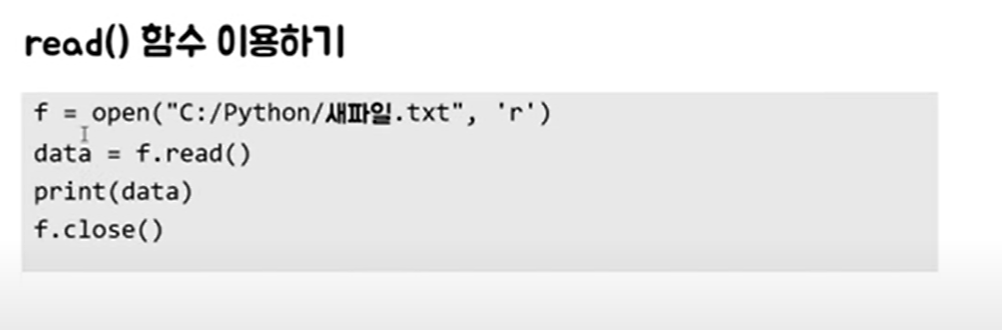 read() 함수 이용하기
f = open("C:/Python/새파일.txt", 'r')
data = f.read()
print(data)
f.close()